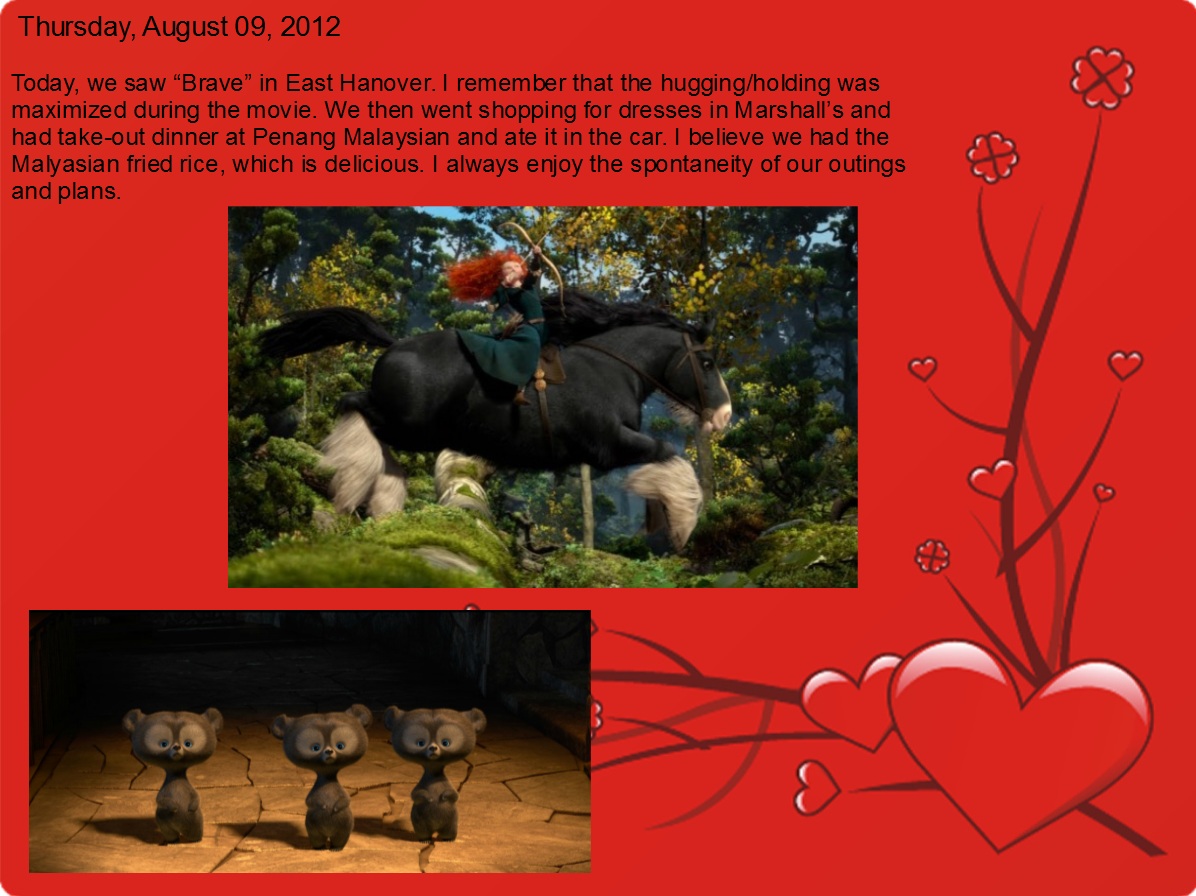 Thursday, August 09, 2012
Today, we saw “Brave” in East Hanover. I remember that the hugging/holding was
maximized during the movie. We then went shopping for dresses in Marshall’s and
had take-out dinner at Penang Malaysian and ate it in the car. I believe we had the
Malyasian fried rice, which is delicious. I always enjoy the spontaneity of our outings
and plans.